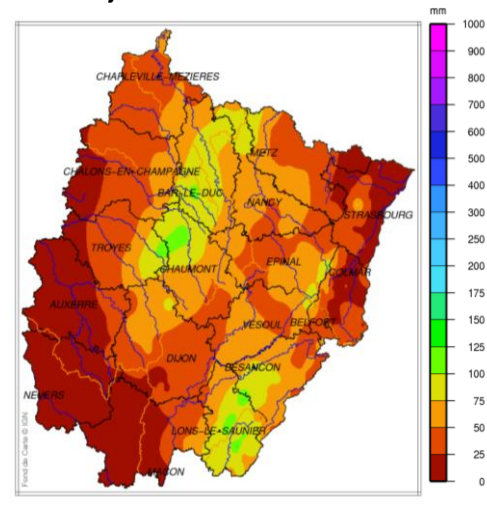 mm
1000
900
800
700
600
500
400
300
250
200
175
150
125
100
75
50
25
0
CHARLEVILLE-MEZIERES
METZ
CHALONS-EN-CHAMPAGNE
BAR-LE-DUC
NANCY
STRASBOURG
TROYES
EPINAL
CHAUMONT
COLMAR
AUXERRE
VESOUL
BELFORT
DIJON
BESANCON
NEVERS
LONS-LE-SAUNIER
MACON
Fond de Carte © IGN